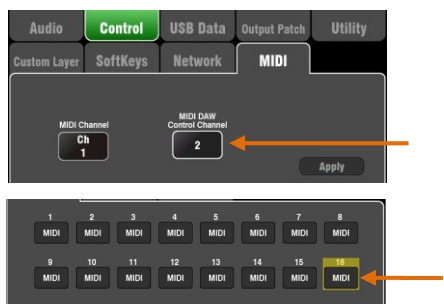 Audio Control USB Data Output Patch Utility
Custom Layer SoftKeys Network MIDI
MIDI Channel
Ch
1
MIDI DAW
Control Channel
2
Apply
1 2 3 4 5 6 7 8
MIDI MIDI MIDI MIDI MIDI MIDI MIDI MIDI
9 10 11 12 13 14 15 16
MIDI MIDI MIDI MIDI MIDI MIDI MIDI MIDI